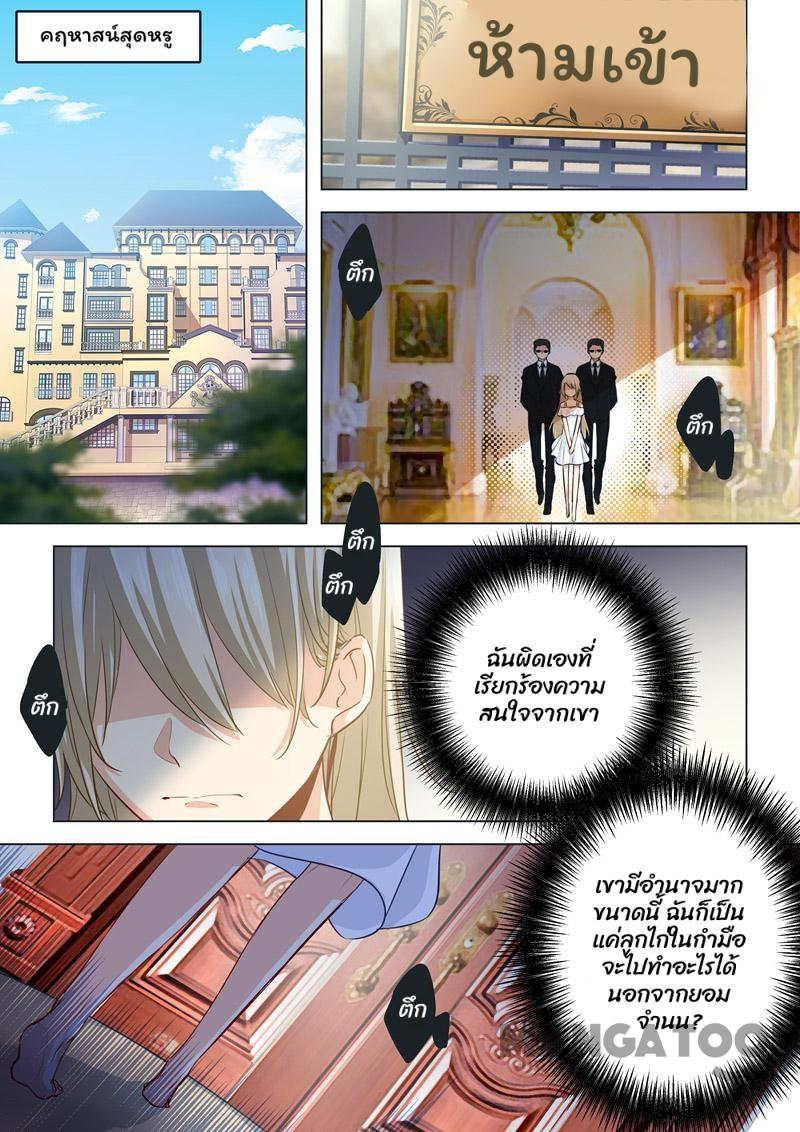 คฤหาสน์สุดหรู
ห้ามเข้า
ตึก
ตึก
ตึก
ตึก
ตึก
ฉันผิดเองที่
เรียกร้องความ
สนใจจากเขา
เขามีอำนาจมาก
ขนาดนี้ ฉันก็เป็น
แค่ลูกไก่ในกำมือ
จะไปทำอะไรได้
นอกจากยอม
จำนน?
ตึก